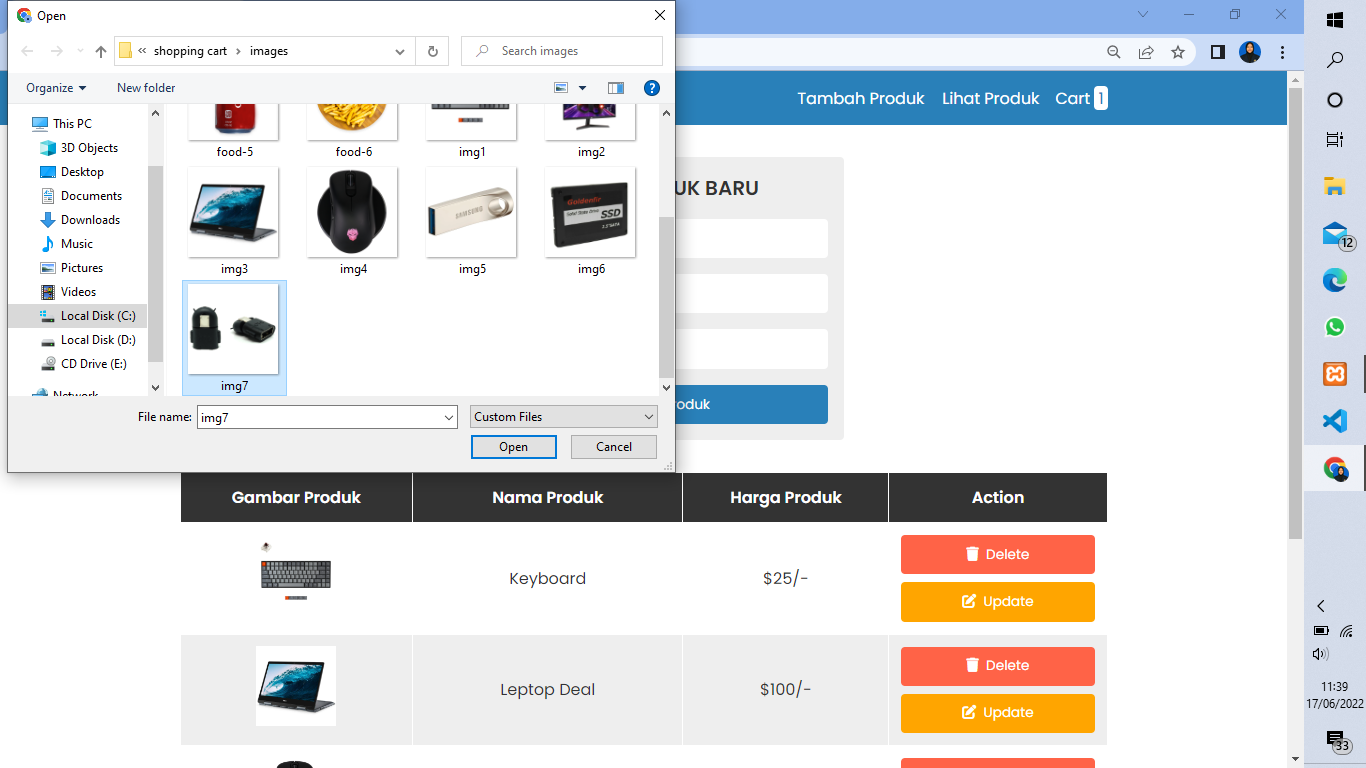 Open
shopping cart › images
Search images
Organize
New folder
This PC
3D Objects
Desktop
Documents
Downloads
Music
Pictures
Videos
Local Disk (C:)
Local Disk (D:)
CD Drive (E:)
Network
food-5
food-6
img1
img2
img3
img4
img5
img6
SAMSUNG
SSD
img7
File name:
img7
Custom Files
Open
Cancel
Tambah Produk
Lihat Produk
Cart 1
UK BARU
oduk
Gambar Produk
Nama Produk
Harga Produk
Action
Keyboard
$25/-
Delete
Update
Leptop Deal
$100/-
Delete
Update
12
11:39
17/06/2022
33